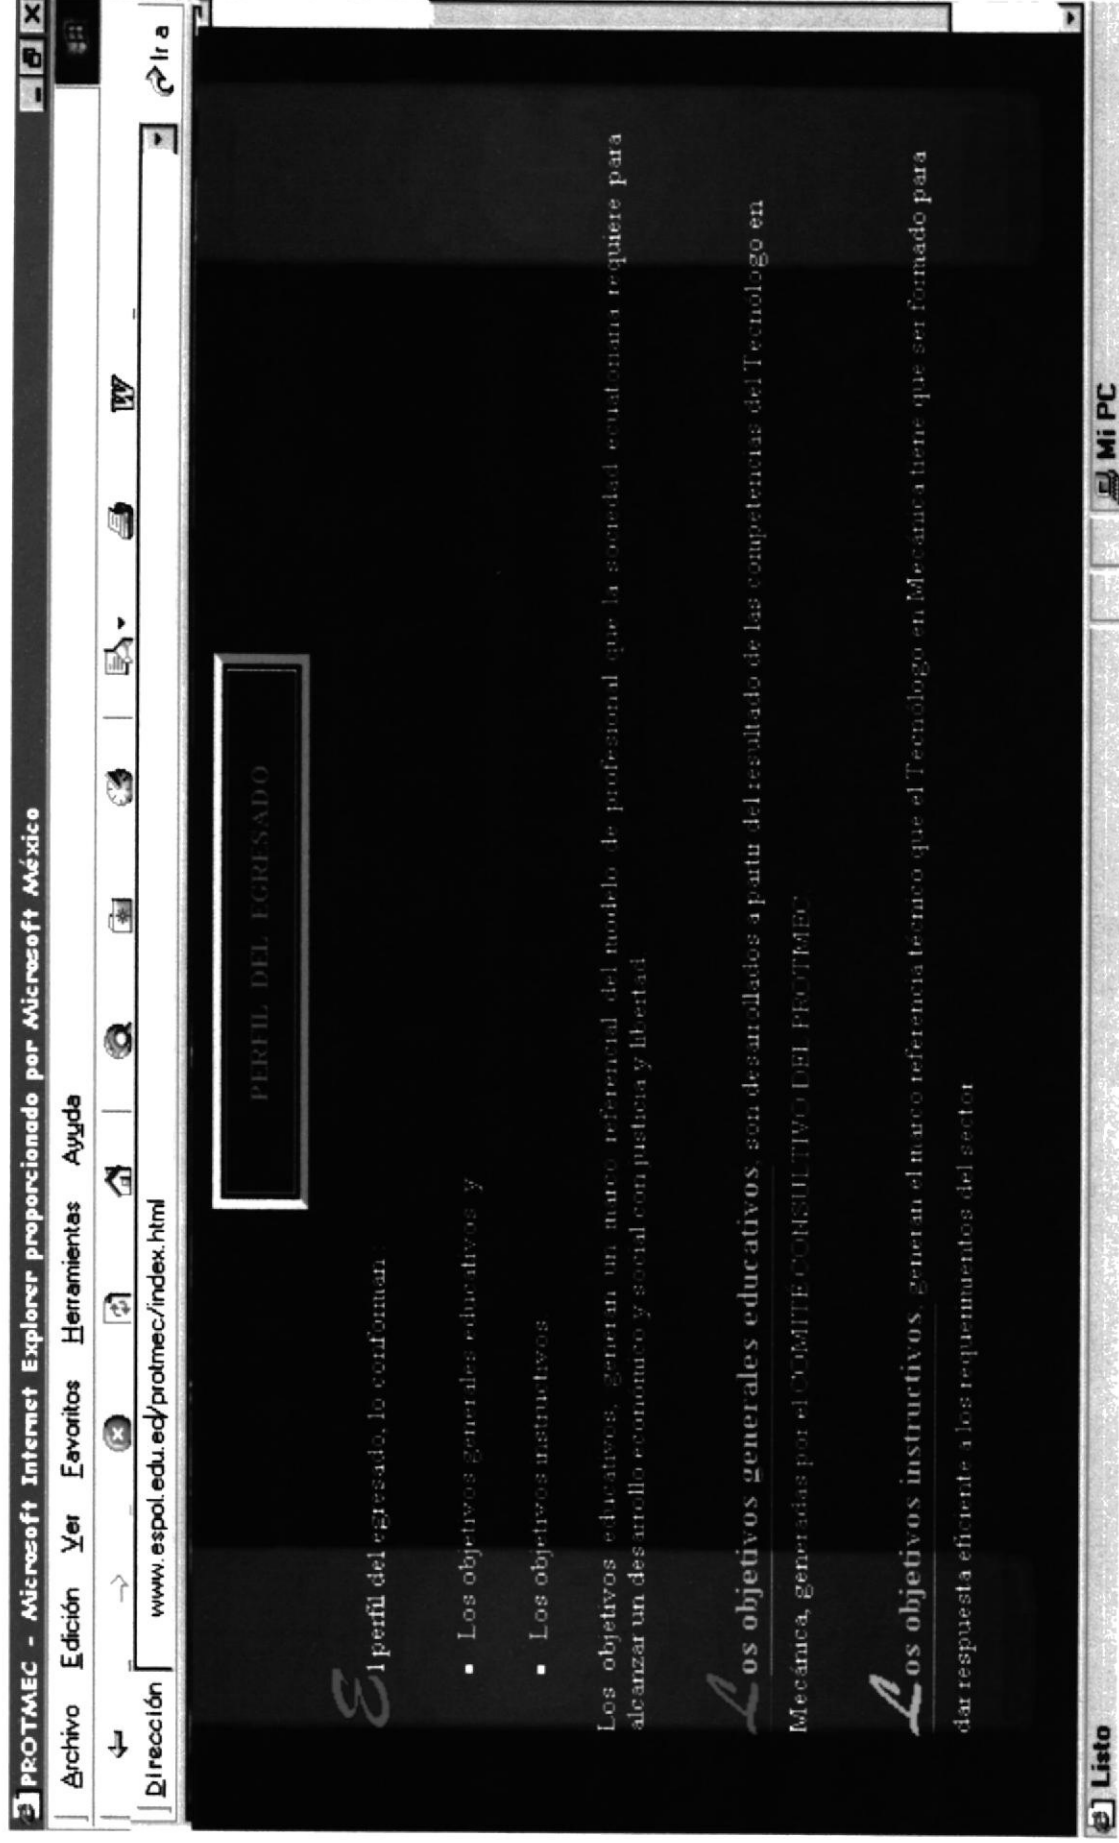 PROTMEC - Microsoft Internet Explorer proporcionado por Microsoft México
Archivo Edición Ver Favoritos Herramientas Ayuda
Dirección www.espol.edu.ed/protmec/index.html Ir a
PERFIL DEL EGRESADO
El perfil del egresado, lo conforman :
Los objetivos generales educativos y
Los objetivos instructivos
Los objetivos educativos, generan un marco referencial del modelo de profesional que la sociedad ecuatoriana requiere para
alcanzar un desarrollo económico y social con justicia y libertad
Los objetivos generales educativos, son desarrollados a partir del resultado de las competencias del Tecnólogo en
Mecánica, generadas por el COMITE CONSULTIVO DEL PROTMEC
Los objetivos instructivos, generan el marco referencia técnico que el Tecnólogo en Mecánica tiene que ser formado para
dar respuesta eficiente a los requerimientos del sector
Listo Mi PC